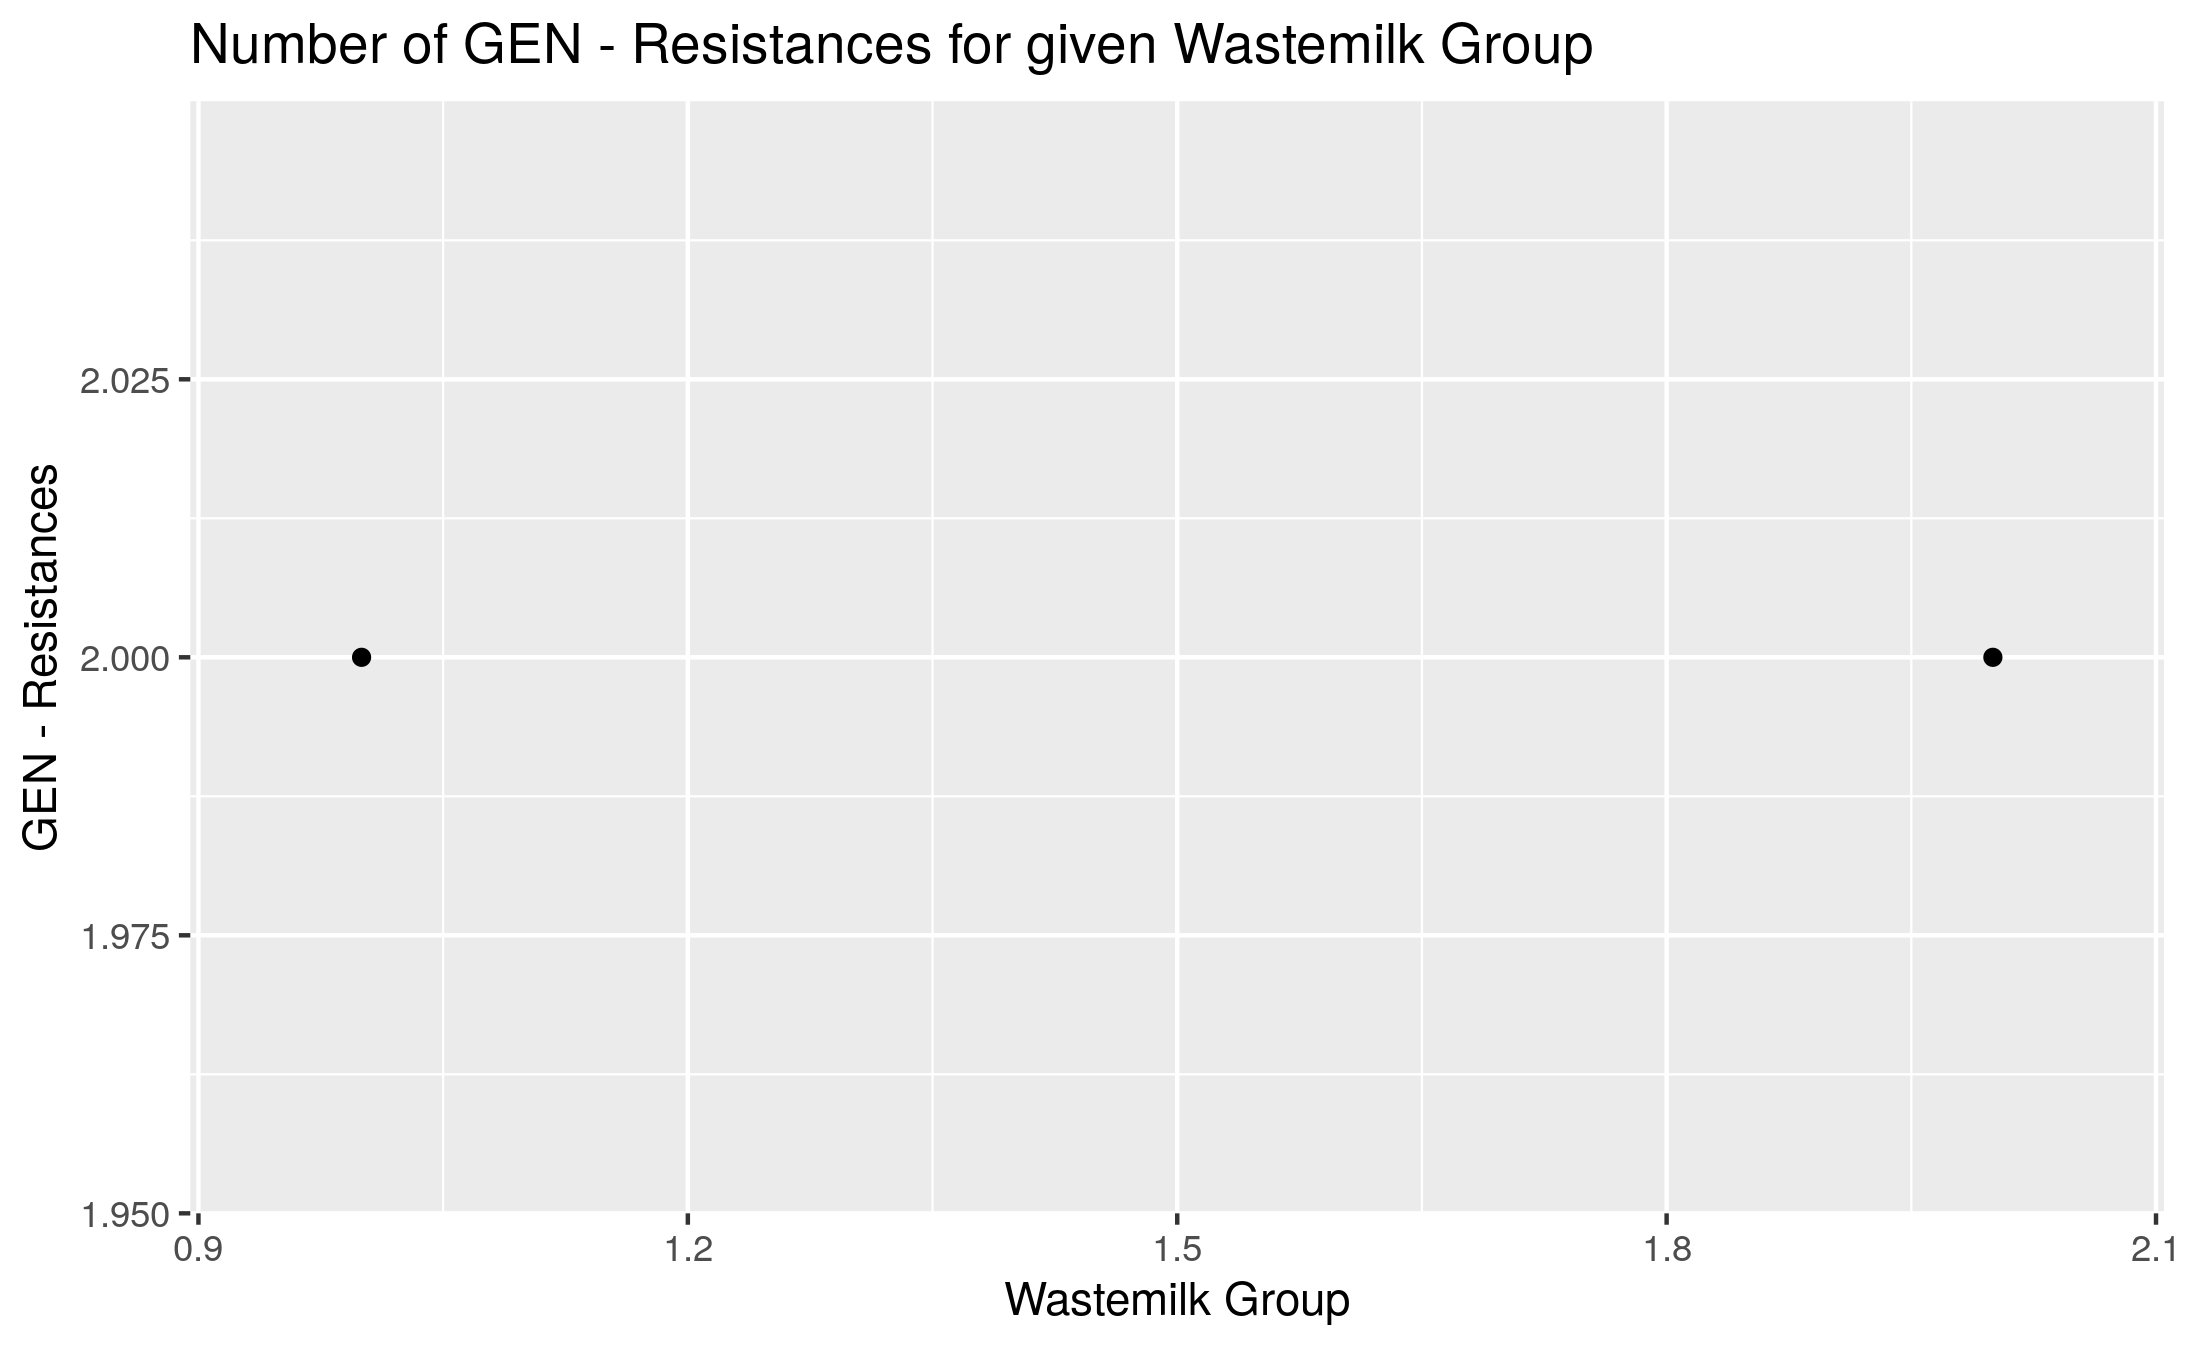 Number of GEN - Resistances for given Wastemilk Group
GEN - Resistances
2.025
2.000
1.975
1.950
0.9 1.2 1.5 1.8 2.1
Wastemilk Group